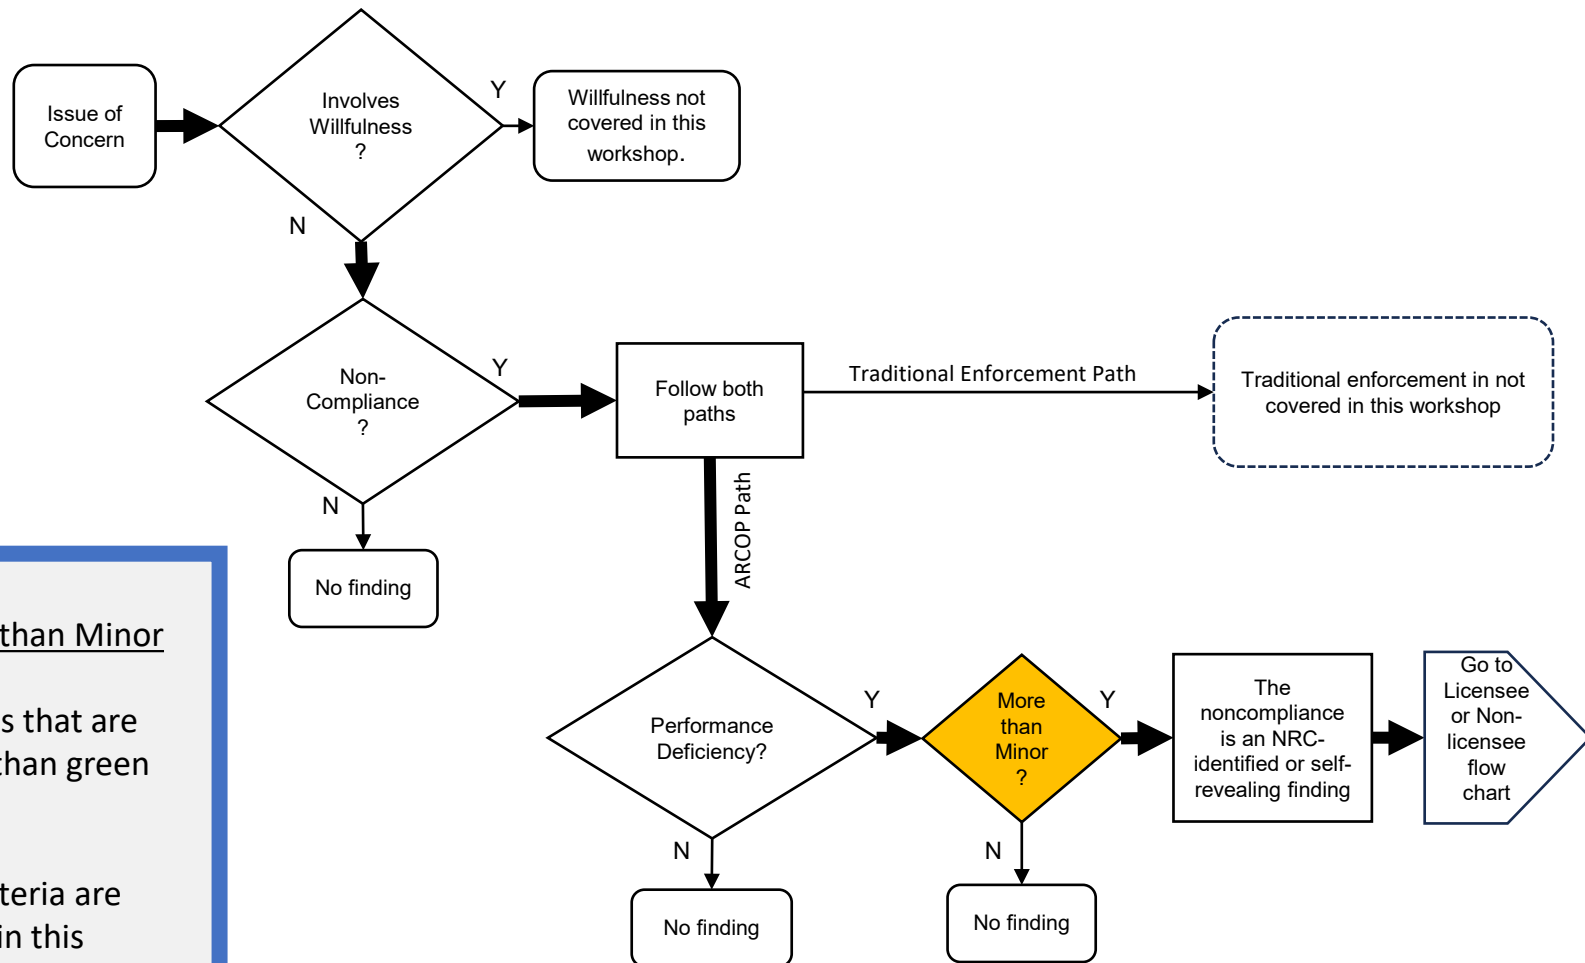 Issue of
Concern
Involves
Willfulness
?
Y
Willfulness not
covered in this
workshop.
N
Non-
Compliance
?
Y
Follow both
paths
Traditional Enforcement Path
Traditional enforcement in not
covered in this workshop
N
No finding
ARCOP Path
than Minor
s that are
than green
teria are
in this
Performance
Deficiency?
Y
More
than
Minor
?
Y
The
noncompliance
is an NRC-
identified or self-
revealing finding
Go to
Licensee
or Non-
licensee
flow
chart
N
No finding
N
No finding